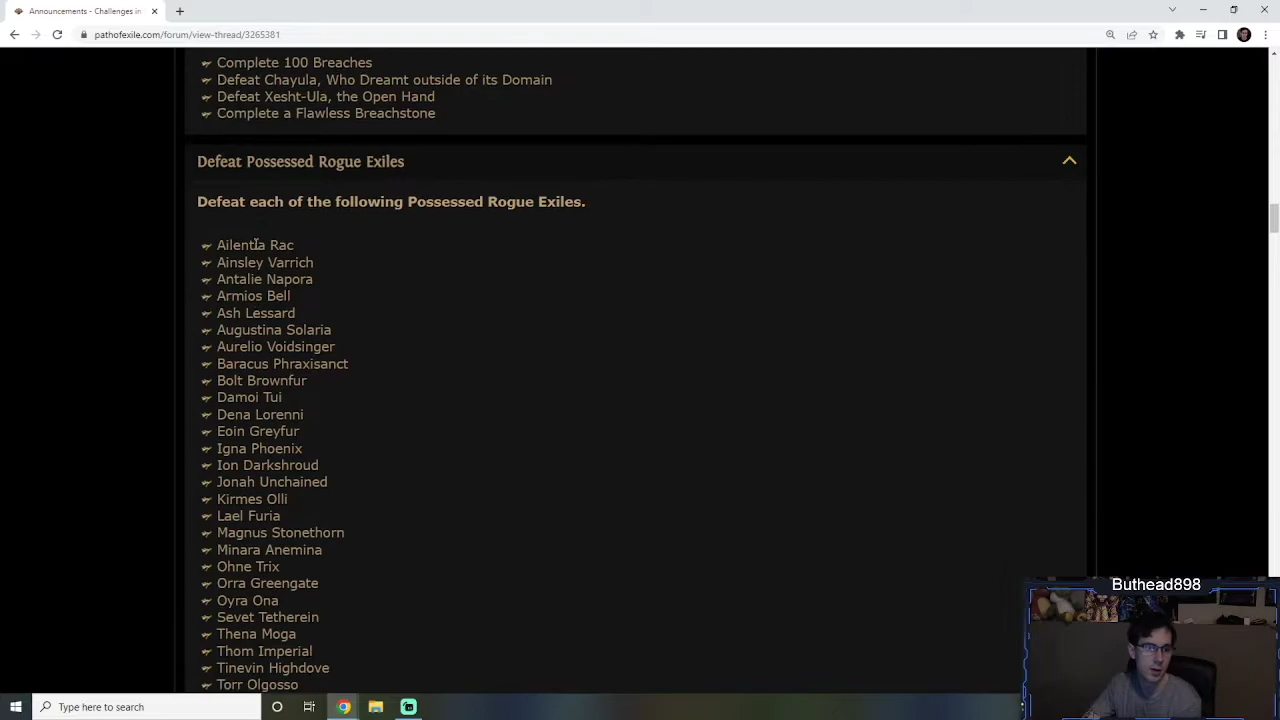 Announcements - Challenges in
pathofexile.com/forum/view-thread/3265381
Complete 100 Breaches
Defeat Chayula, Who Dreamt outside of its Domain
Defeat Xesht-Ula, the Open Hand
Complete a Flawless Breachstone
Defeat Possessed Rogue Exiles
Defeat each of the following Possessed Rogue Exiles.
Ailentia Rac
Ainsley Varrich
Antalie Napora
Armios Bell
Ash Lessard
Augustina Solaria
Aurelio Voidsinger
Baracus Phraxisanct
Bolt Brownfur
Damoi Tui
Dena Lorenni
Eoin Greyfur
Igna Phoenix
Ion Darkshroud
Jonah Unchained
Kirmes Olli
Lael Furia
Magnus Stonethorn
Minara Anemina
Ohne Trix
Orra Greengate
Oyra Ona
Sevet Tetherein
Thena Moga
Thom Imperial
Tinevin Highdove
Torr Olgosso
Buthead898
Type here to search